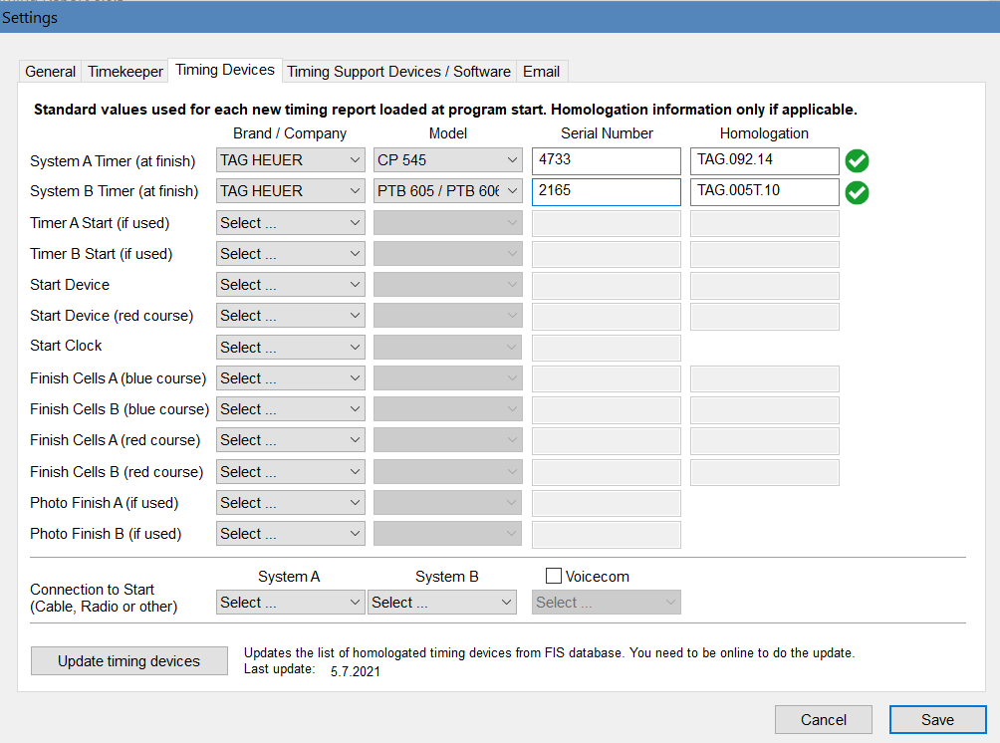 Settings
General Timekeeper Timing Devices Timing Support Devices / Software Email
Standard values used for each new timing report loaded at program start. Homologation information only if applicable.
Brand / Company Model Serial Number Homologation
System A Timer (at finish) TAG HEUER CP 545 4733 TAG.092.14
System B Timer (at finish) TAG HEUER PTB 605 / PTB 606 2165 TAG.005T.10
Timer A Start (if used) Select ...
Timer B Start (if used) Select ...
Start Device Select ...
Start Device (red course) Select ...
Start Clock Select ...
Finish Cells A (blue course) Select ...
Finish Cells B (blue course) Select ...
Finish Cells A (red course) Select ...
Finish Cells B (red course) Select ...
Photo Finish A (if used) Select ...
Photo Finish B (if used) Select ...
System A System B Voicecom
Connection to Start
(Cable, Radio or other) Select ... Select ... Select ...
Update timing devices Updates the list of homologated timing devices from FIS database. You need to be online to do the update.
Last update: 5.7.2021
Cancel Save